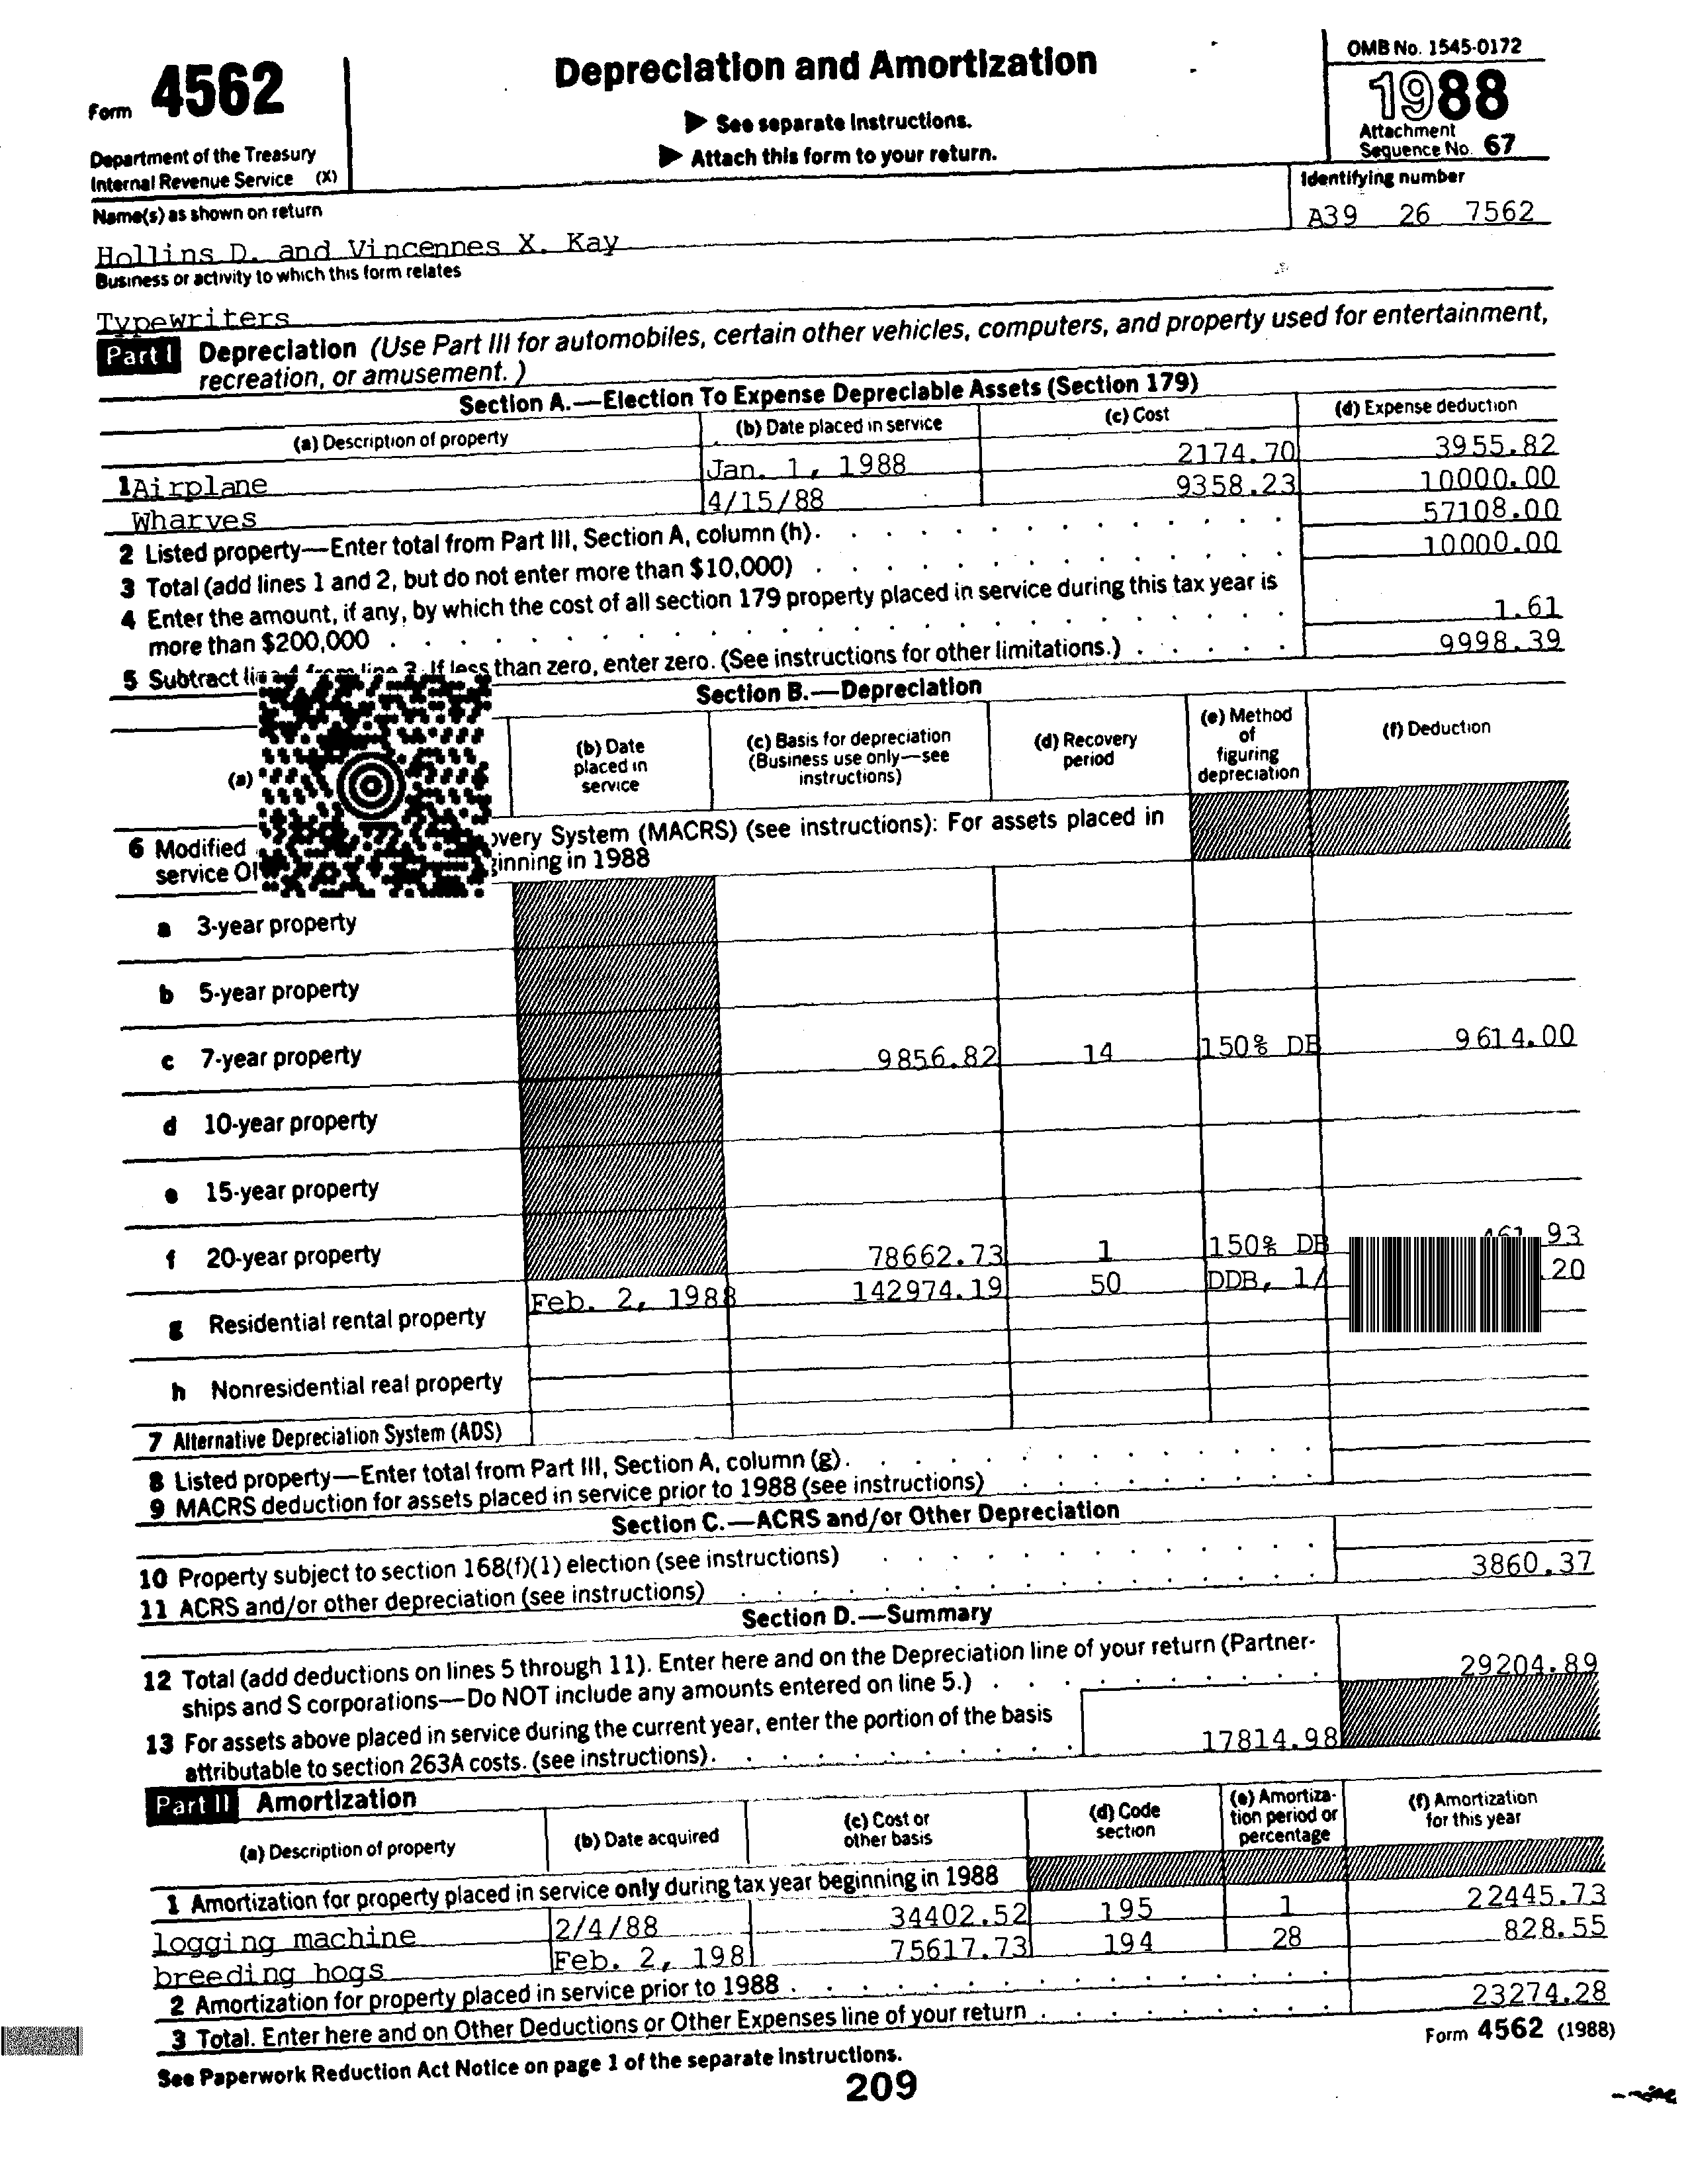 Form 4562
Department of the Treasury
Internal Revenue Service (X)
Depreciation and Amortization
▶ See separate instructions.
▶ Attach this form to your return.
OMB No. 1545-0172
1988
Attachment
Sequence No. 67
Name(s) as shown on return
Identifying number
Hollins D. and Vincennes X. Kay
A39 26 7562
Business or activity to which this form relates
Typewriters
Part I Depreciation (Use Part III for automobiles, certain other vehicles, computers, and property used for entertainment,
recreation, or amusement.)
Section A.—Election To Expense Depreciable Assets (Section 179)
(a) Description of property (b) Date placed in service (c) Cost (d) Expense deduction
1 Airplane Jan. 1, 1988 2174.70 3955.82
Wharves 4/15/88 9358.23 10000.00
2 Listed property—Enter total from Part III, Section A, column (h). 57108.00
3 Total (add lines 1 and 2, but do not enter more than $10,000) 10000.00
4 Enter the amount, if any, by which the cost of all section 179 property placed in service during this tax year is
more than $200,000 1.61
5 Subtract line 4 from line 3. If less than zero, enter zero. (See instructions for other limitations.) 9998.39
Section B.—Depreciation
(a) (b) Date placed in service (c) Basis for depreciation (Business use only—see instructions) (d) Recovery period (e) Method of figuring depreciation (f) Deduction
6 Modified overy System (MACRS) (see instructions): For assets placed in
service ginning in 1988
a 3-year property
b 5-year property
c 7-year property 9856.82 14 150% DB 9614.00
d 10-year property
e 15-year property
f 20-year property 78662.73 1 150% DB 93
g Residential rental property Feb. 2, 1988 142974.19 50 DDB, 1/ .20
h Nonresidential real property
7 Alternative Depreciation System (ADS)
8 Listed property—Enter total from Part III, Section A, column (g).
9 MACRS deduction for assets placed in service prior to 1988 (see instructions)
Section C.—ACRS and/or Other Depreciation
10 Property subject to section 168(f)(1) election (see instructions)
11 ACRS and/or other depreciation (see instructions) 3860.37
Section D.—Summary
12 Total (add deductions on lines 5 through 11). Enter here and on the Depreciation line of your return (Partner-
ships and S corporations—Do NOT include any amounts entered on line 5.) 29204.89
13 For assets above placed in service during the current year, enter the portion of the basis
attributable to section 263A costs. (see instructions). 17814.98
Part II Amortization
(a) Description of property (b) Date acquired (c) Cost or other basis (d) Code section (e) Amortiza-tion period or percentage (f) Amortization for this year
1 Amortization for property placed in service only during tax year beginning in 1988
logging machine 2/4/88 34402.52 195 1 22445.73
breeding hogs Feb. 2, 198 75617.73 194 28 828.55
2 Amortization for property placed in service prior to 1988
3 Total. Enter here and on Other Deductions or Other Expenses line of your return 23274.28
See Paperwork Reduction Act Notice on page 1 of the separate instructions.
Form 4562 (1988)
209